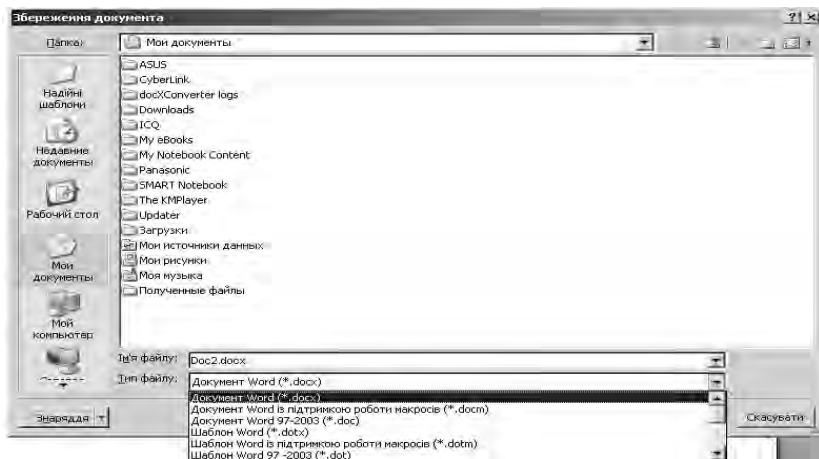 Збереження документа
Папка:
Мои документы
Надійні шаблони
Недавние документы
Рабочий стол
Мои документы
Мой компьютер
ASUS
CyberLink
docXConverter logs
Downloads
ICQ
My eBooks
My Notebook Content
Panasonic
SMART Notebook
The KMPlayer
Updater
Загрузки
Мои источники данных
Мои рисунки
Моя музыка
Полученные файлы
Ім'я файлу:
Doc2.docx
Тип файлу:
Документ Word (*.docx)
Документ Word (*.docx)
Документ Word із підтримкою роботи макросів (*.docm)
Документ Word 97-2003 (*.doc)
Шаблон Word (*.dotx)
Шаблон Word із підтримкою роботи макросів (*.dotm)
Шаблон Word 97 -2003 (*.dot)
Знаряддя
Скасувати